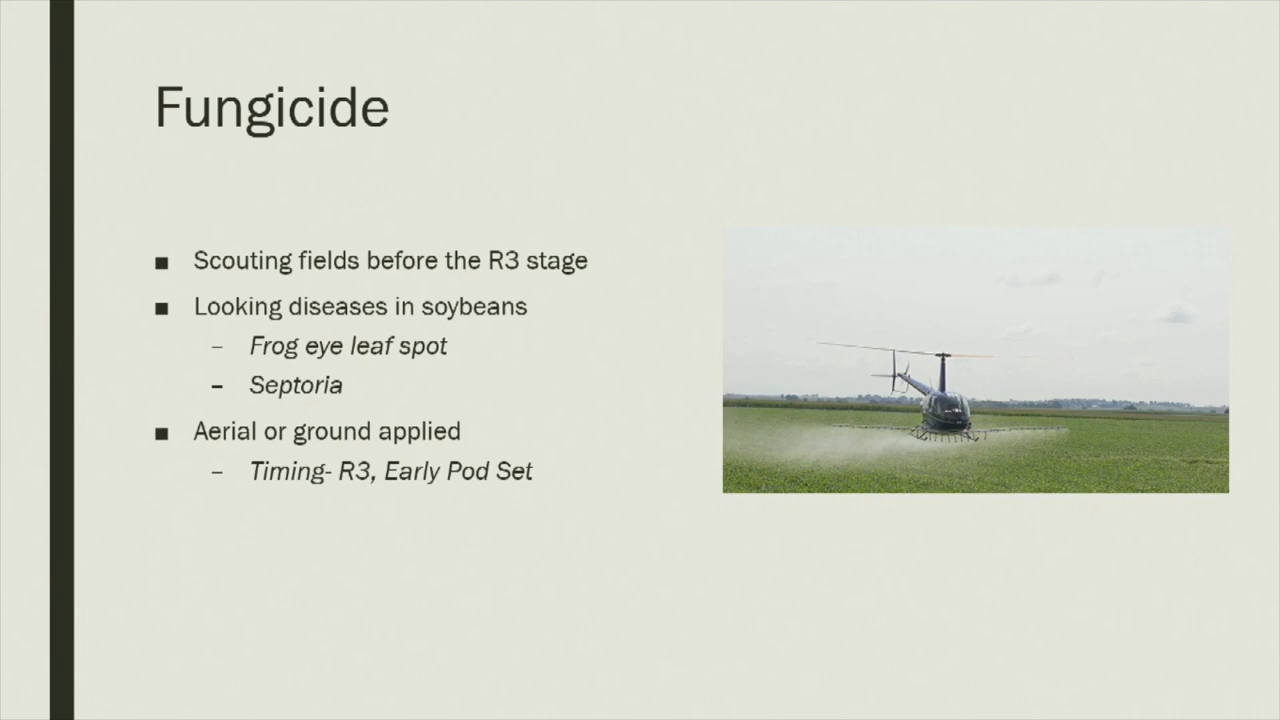 Fungicide
■ Scouting fields before the R3 stage
■ Looking diseases in soybeans
– Frog eye leaf spot
– Septoria
■ Aerial or ground applied
– Timing- R3, Early Pod Set